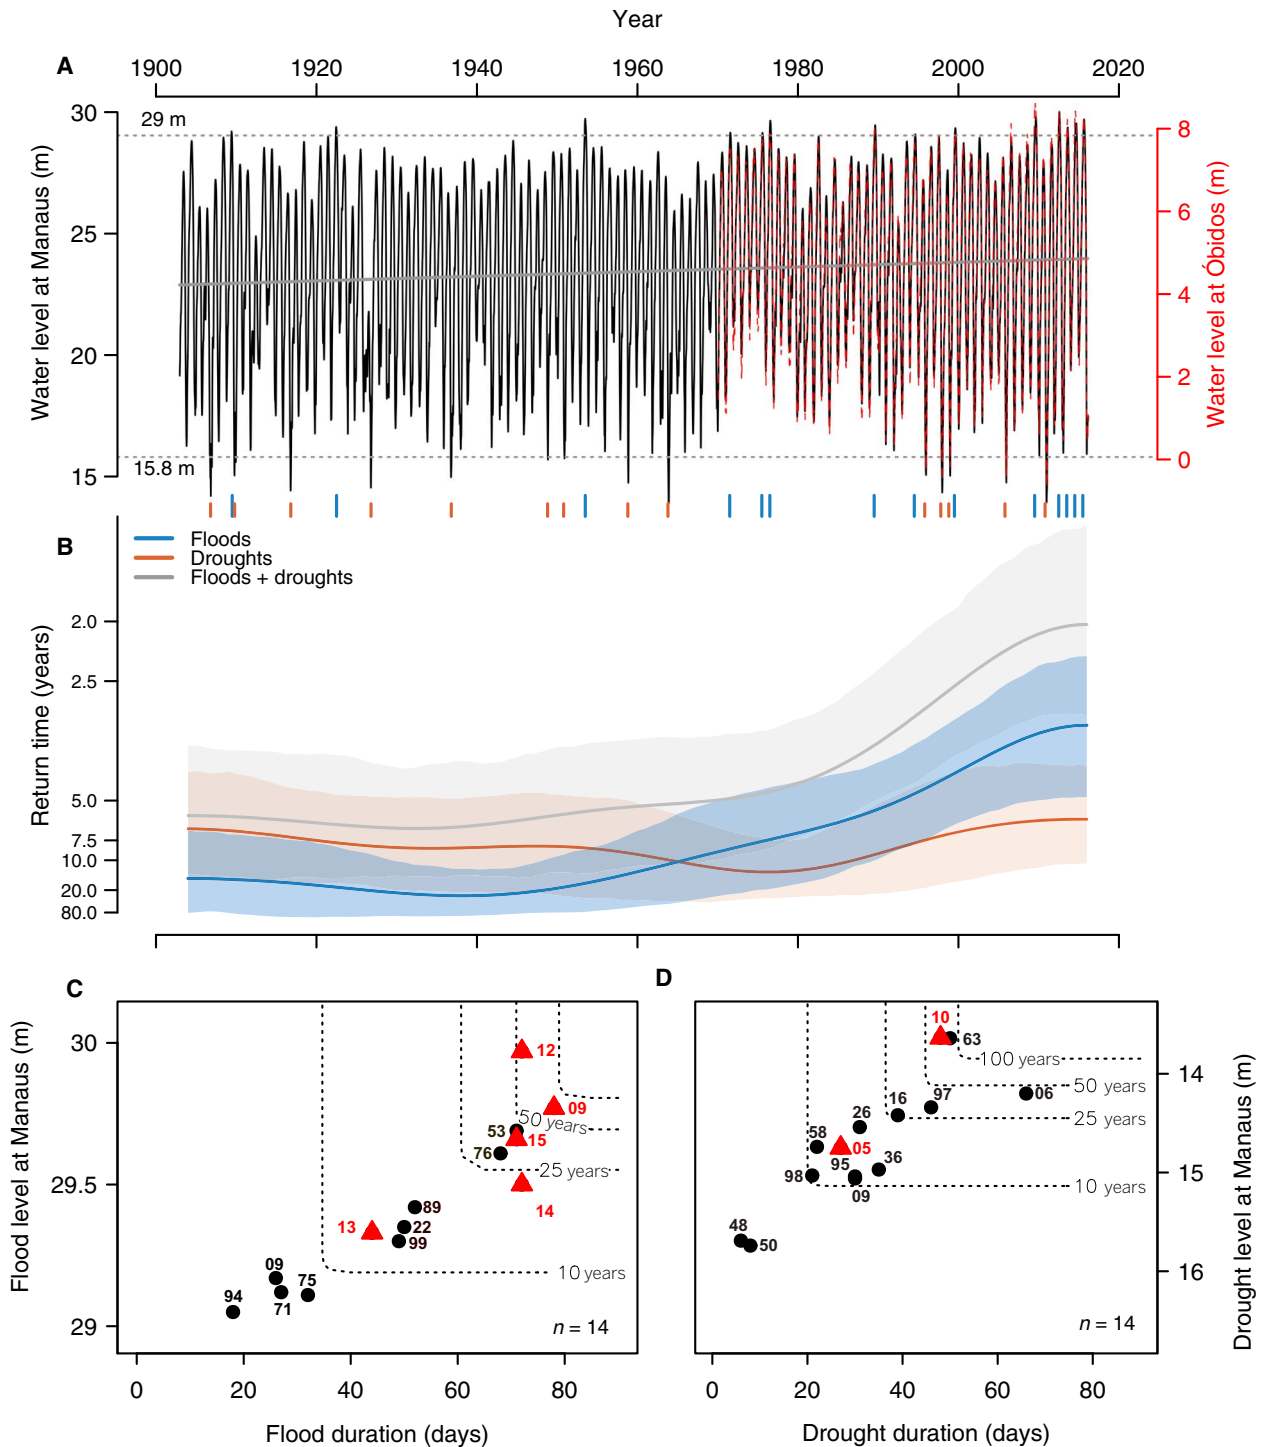 Year
A
1900 1920 1940 1960 1980 2000 2020
Water level at Manaus (m)
30
25
20
15
29 m
15.8 m
8
6
4
2
0
Water level at Óbidos (m)
B
Floods
Droughts
Floods + droughts
Return time (years)
2.0
2.5
5.0
7.5
10.0
20.0
80.0
C
Flood level at Manaus (m)
30
29.5
29
12
09
50 years
53
15
76
25 years
14
89
13
22
99
10 years
09
75
94
71
n = 14
0 20 40 60 80
Flood duration (days)
D
10
63
100 years
50 years
97
06
16
25 years
26
58
05
95
36
98
09
10 years
48
50
n = 14
14
15
16
Drought level at Manaus (m)
0 20 40 60 80
Drought duration (days)